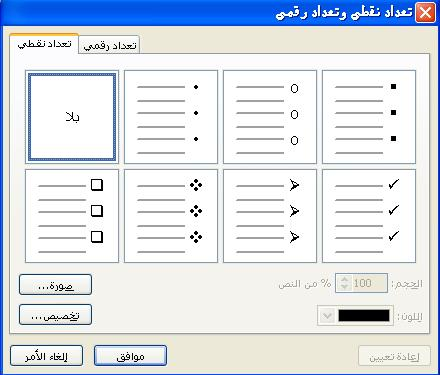 تعداد نقطي وتعداد رقمي
تعداد نقطي
تعداد رقمي
بلا
الحجم: 100 % من النص
صورة...
اللون:
تخصيص...
إعادة تعيين
موافق
إلغاء الأمر